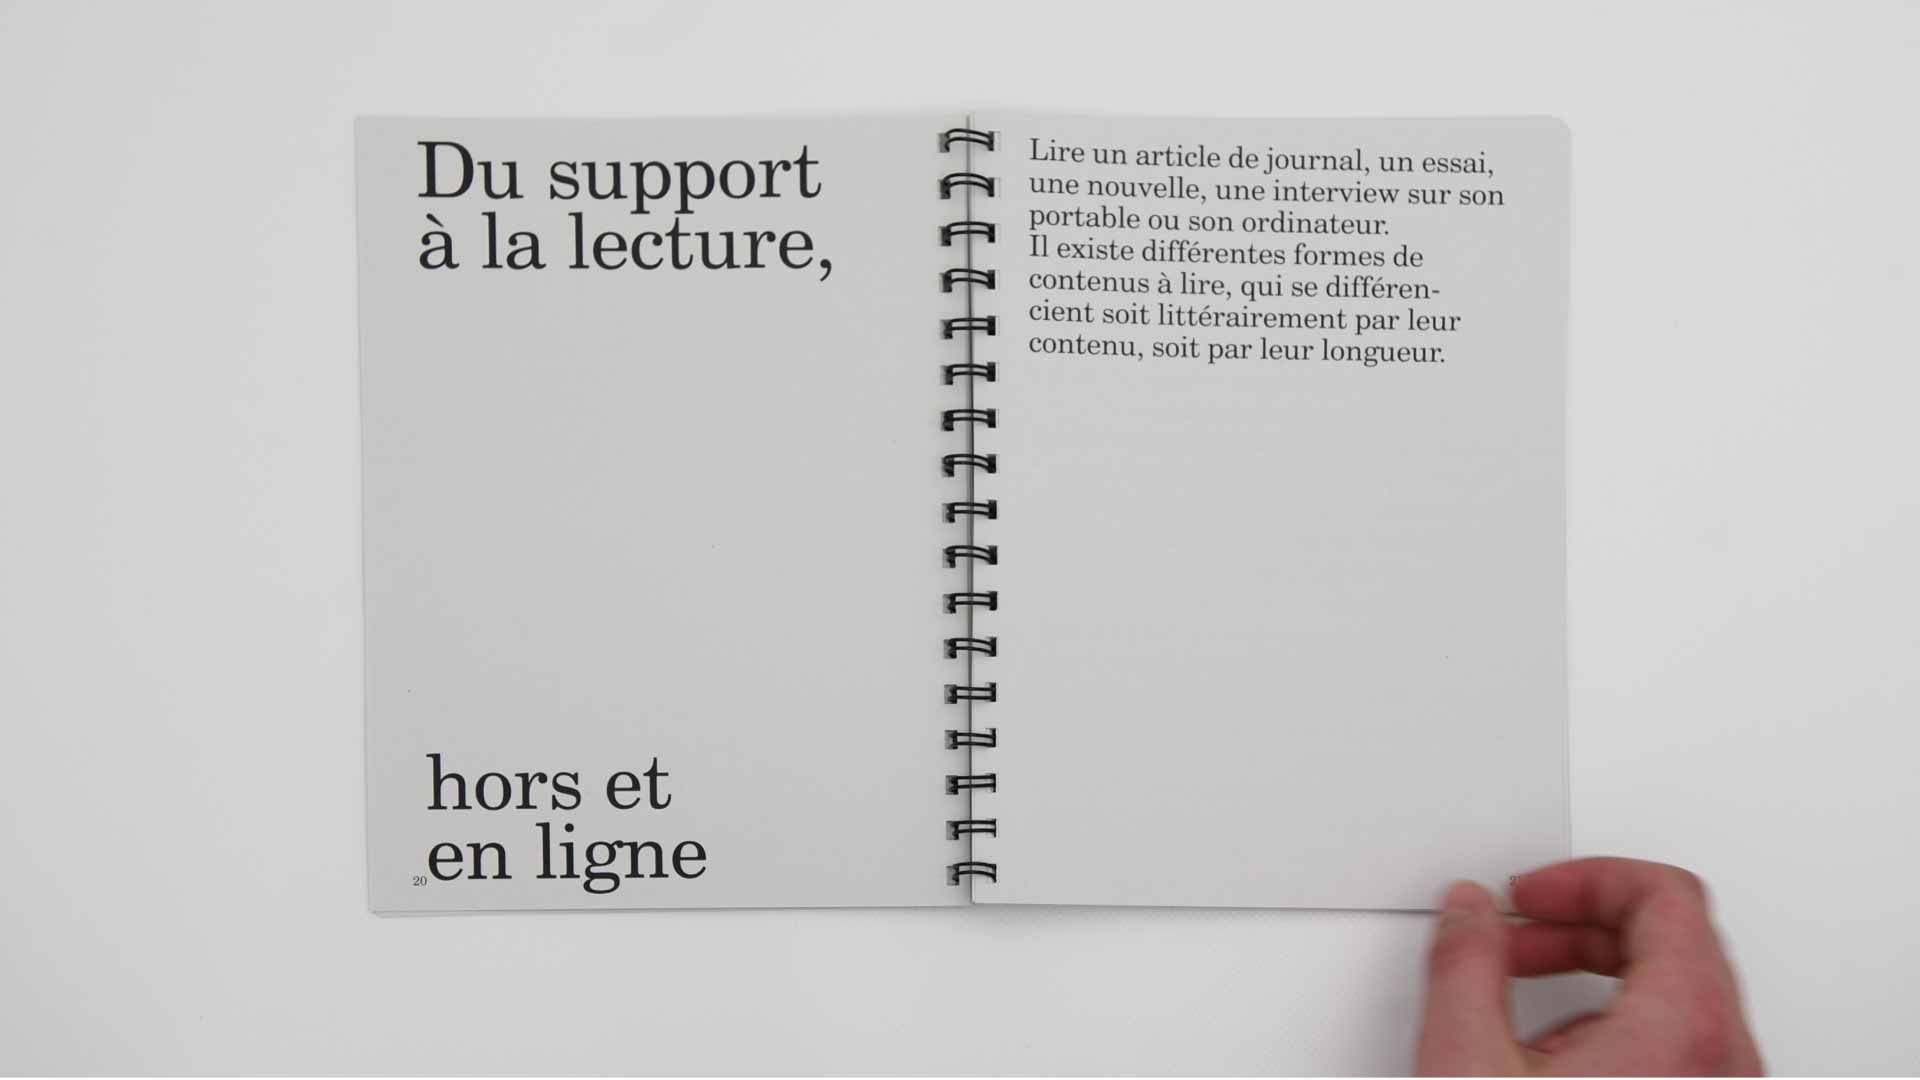 Du support
à la lecture,
hors et
en ligne
20
Lire un article de journal, un essai,
une nouvelle, une interview sur son
portable ou son ordinateur.
Il existe différentes formes de
contenus à lire, qui se différen-
cient soit littérairement par leur
contenu, soit par leur longueur.